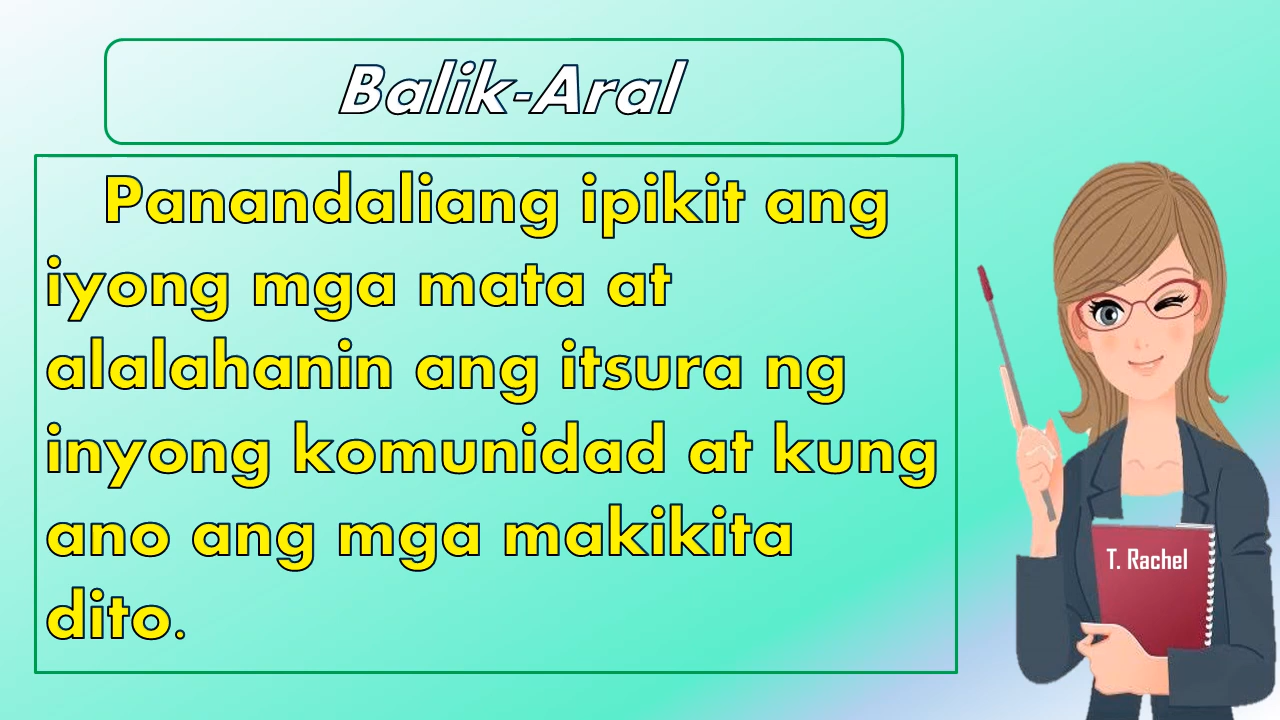 Balik-Aral
Panandaliang ipikit ang
iyong mga mata at
alalahanin ang itsura ng
inyong komunidad at kung
ano ang mga makikita
dito.
T. Rachel